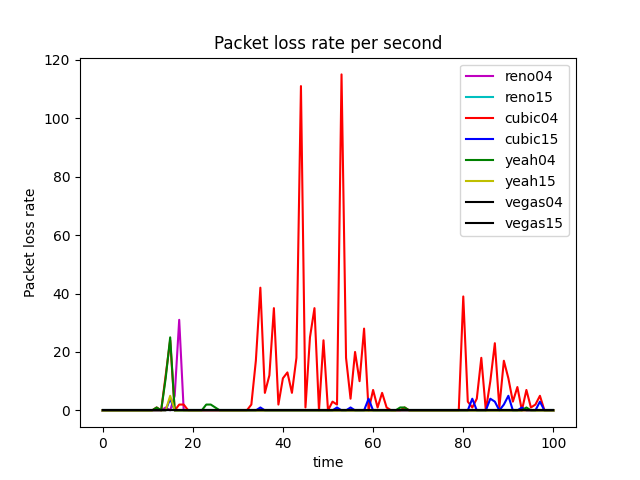 Packet loss rate per second
Packet loss rate
120
100
80
60
40
20
0
0 20 40 60 80 100
time
reno04
reno15
cubic04
cubic15
yeah04
yeah15
vegas04
vegas15